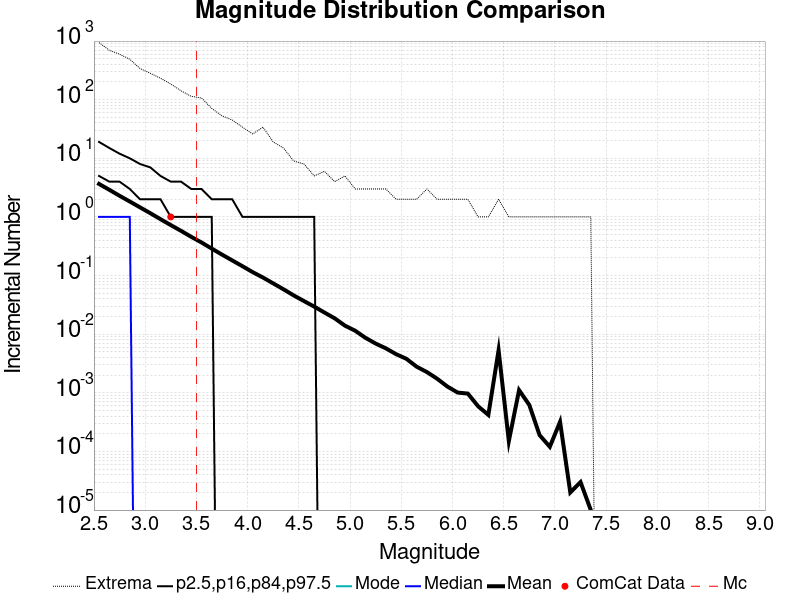 Magnitude Distribution Comparison
10^3
10^2
10^1
10^0
10^-1
10^-2
10^-3
10^-4
10^-5
Incremental Number
2.5 3.0 3.5 4.0 4.5 5.0 5.5 6.0 6.5 7.0 7.5 8.0 8.5 9.0
Magnitude
Extrema p2.5,p16,p84,p97.5 Mode Median Mean ComCat Data Mc